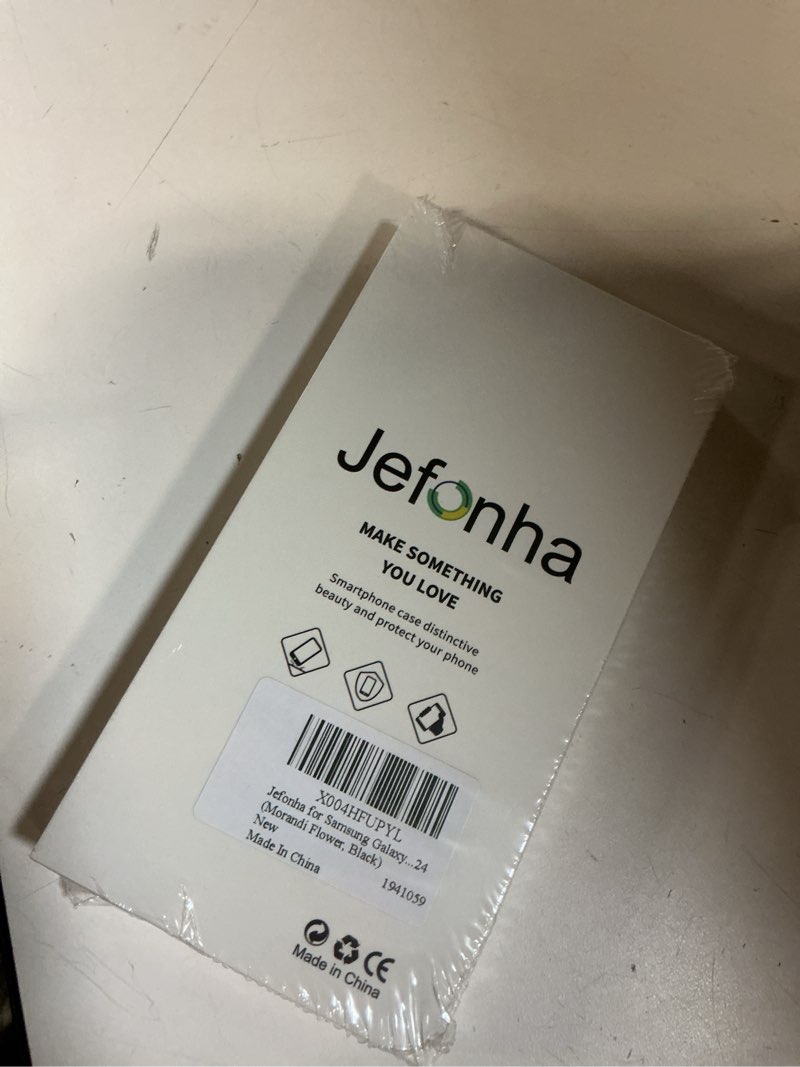 Jefonha
MAKE SOMETHING
YOU LOVE
Smartphone case distinctive
beauty and protect your phone
X004HFUPYL
Jefonha for Samsung Galaxy...24
(Morandi Flower, Black)
New
Made In China
1941059
CE
Made in China